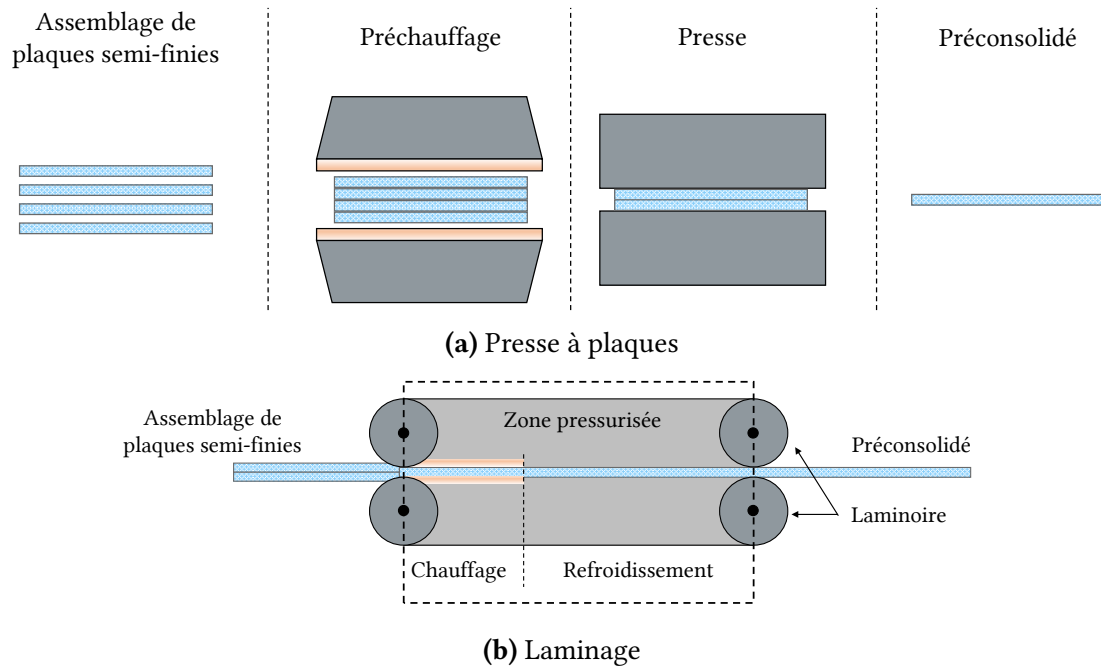 Assemblage de
plaques semi-finies
Préchauffage
Presse
Préconsolidé
(a) Presse à plaques
Assemblage de
plaques semi-finies
Zone pressurisée
Préconsolidé
Laminoire
Chauffage
Refroidissement
(b) Laminage